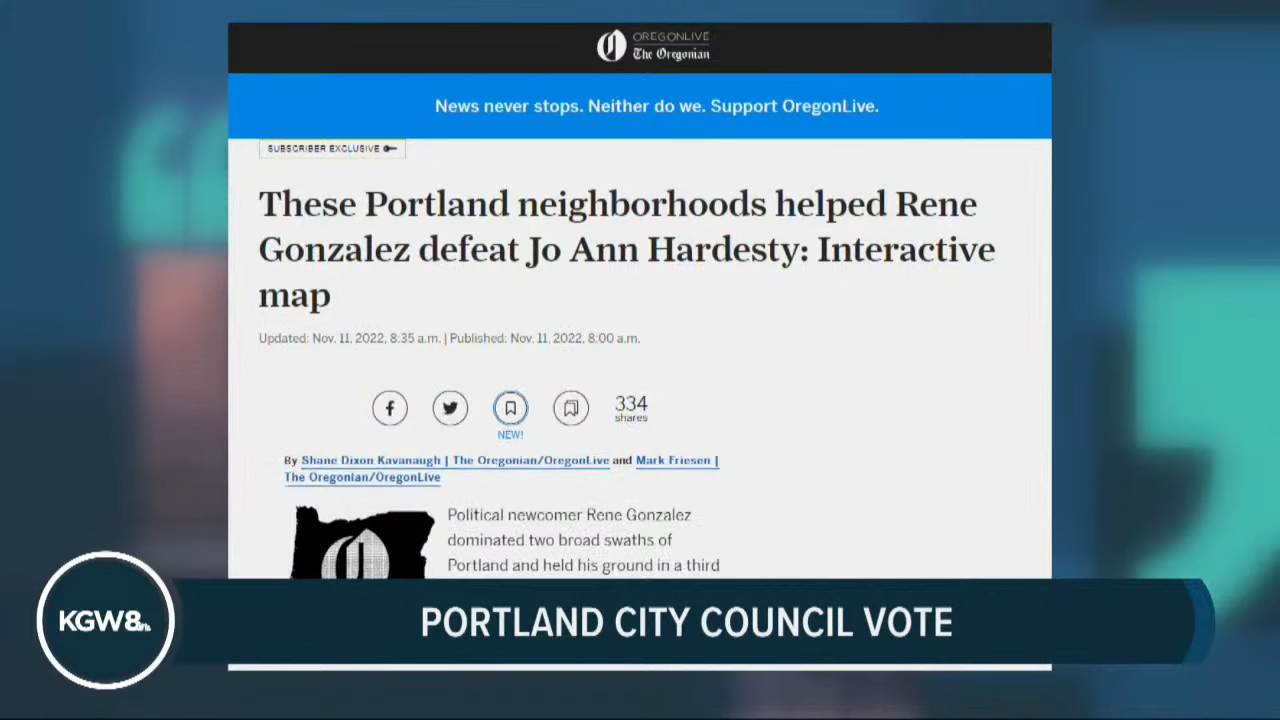 OREGONLIVE
The Oregonian
News never stops. Neither do we. Support OregonLive.
SUBSCRIBER EXCLUSIVE
These Portland neighborhoods helped Rene
Gonzalez defeat Jo Ann Hardesty: Interactive
map
Updated: Nov. 11, 2022, 8:35 a.m. | Published: Nov. 11, 2022, 8:00 a.m.
334
shares
NEW!
By Shane Dixon Kavanaugh | The Oregonian/OregonLive and Mark Friesen |
The Oregonian/OregonLive
Political newcomer Rene Gonzalez
dominated two broad swaths of
Portland and held his ground in a third
KGW8
PORTLAND CITY COUNCIL VOTE